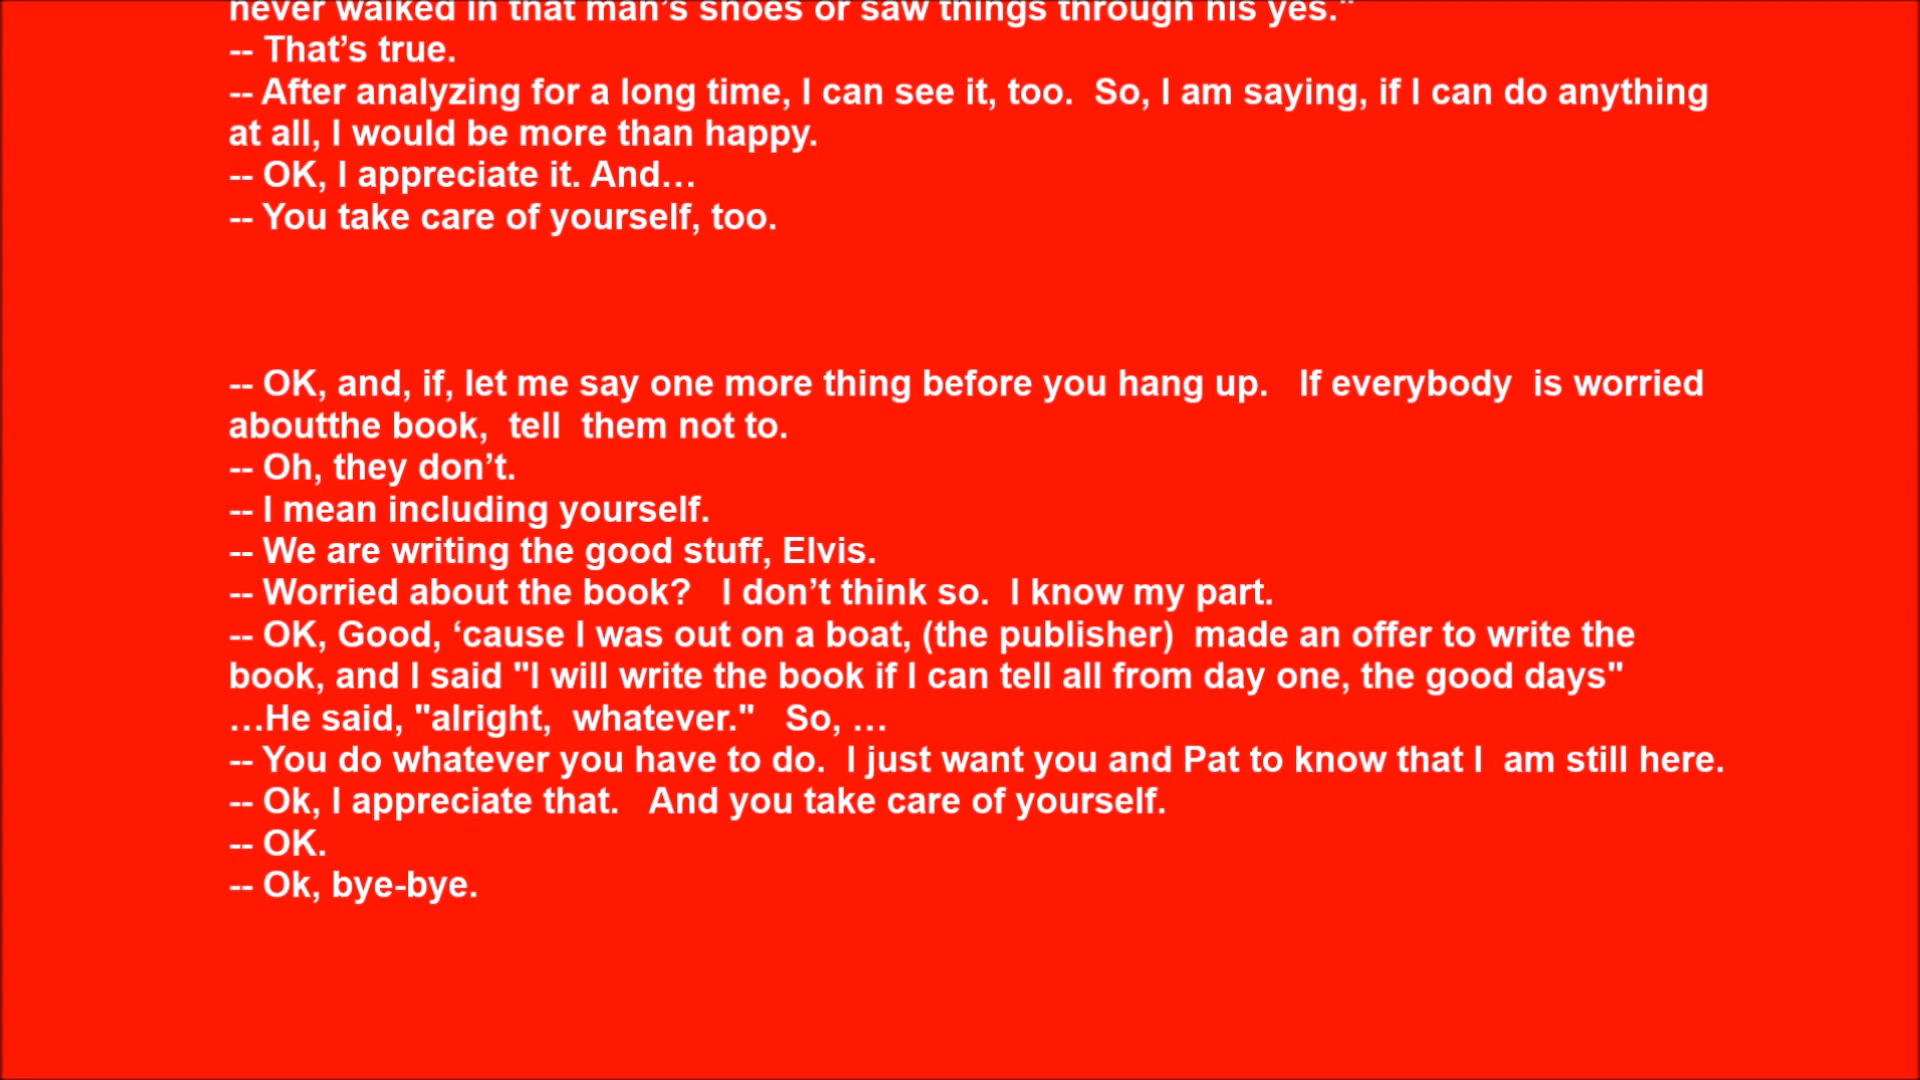 never walked in that man’s shoes or saw things through his yes."
-- That’s true.
-- After analyzing for a long time, I can see it, too.  So, I am saying, if I can do anything
at all, I would be more than happy.
-- OK, I appreciate it. And…
-- You take care of yourself, too.
-- OK, and, if, let me say one more thing before you hang up.   If everybody  is worried
aboutthe book,  tell  them not to.
-- Oh, they don’t.
-- I mean including yourself.
-- We are writing the good stuff, Elvis.
-- Worried about the book?   I don’t think so.  I know my part.
-- OK, Good, ‘cause I was out on a boat, (the publisher)  made an offer to write the
book, and I said "I will write the book if I can tell all from day one, the good days"
…He said, "alright,  whatever."   So, …
-- You do whatever you have to do.  I just want you and Pat to know that I  am still here.
-- Ok, I appreciate that.   And you take care of yourself.
-- OK.
-- Ok, bye-bye.